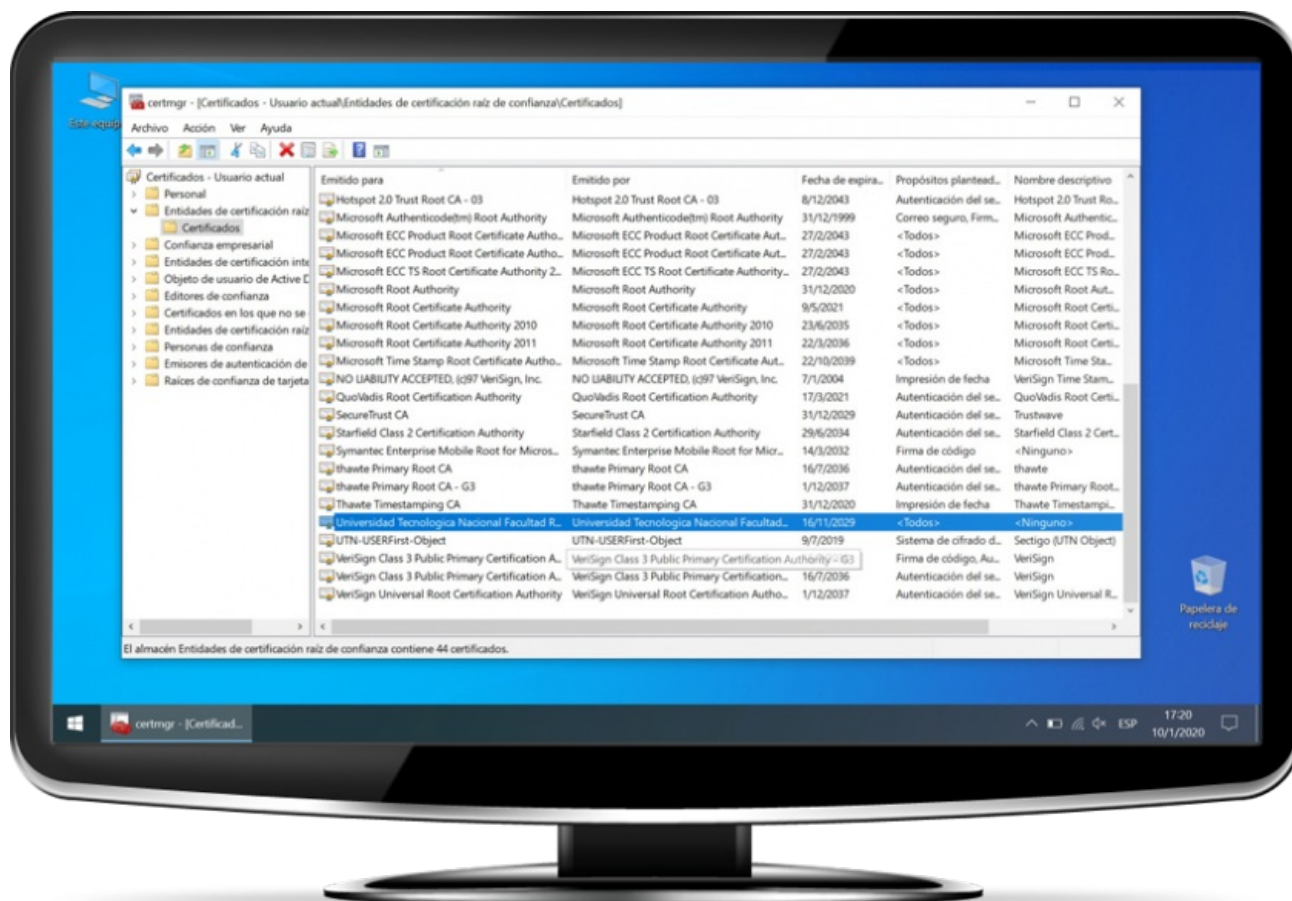 Este equip
certmgr - [Certificados - Usuario actual\Entidades de certificación raíz de confianza\Certificados]
Archivo Acción Ver Ayuda
Certificados - Usuario actual
Personal
Entidades de certificación raíz
Certificados
Confianza empresarial
Entidades de certificación inte
Objeto de usuario de Active D
Editores de confianza
Certificados en los que no se
Entidades de certificación raíz
Personas de confianza
Emisores de autenticación de
Raíces de confianza de tarjeta
Emitido para Emitido por Fecha de expira... Propósitos plantead... Nombre descriptivo
Hotspot 2.0 Trust Root CA - 03 Hotspot 2.0 Trust Root CA - 03 8/12/2043 Autenticación del se... Hotspot 2.0 Trust Ro...
Microsoft Authenticode(tm) Root Authority Microsoft Authenticode(tm) Root Authority 31/12/1999 Correo seguro, Firm... Microsoft Authentic...
Microsoft ECC Product Root Certificate Autho... Microsoft ECC Product Root Certificate Aut... 27/2/2043 <Todos> Microsoft ECC Prod...
Microsoft ECC Product Root Certificate Autho... Microsoft ECC Product Root Certificate Aut... 27/2/2043 <Todos> Microsoft ECC Prod...
Microsoft ECC TS Root Certificate Authority 2... Microsoft ECC TS Root Certificate Authority... 27/2/2043 <Todos> Microsoft ECC TS Ro...
Microsoft Root Authority Microsoft Root Authority 31/12/2020 <Todos> Microsoft Root Aut...
Microsoft Root Certificate Authority Microsoft Root Certificate Authority 9/5/2021 <Todos> Microsoft Root Certi...
Microsoft Root Certificate Authority 2010 Microsoft Root Certificate Authority 2010 23/6/2035 <Todos> Microsoft Root Certi...
Microsoft Root Certificate Authority 2011 Microsoft Root Certificate Authority 2011 22/3/2036 <Todos> Microsoft Root Certi...
Microsoft Time Stamp Root Certificate Autho... Microsoft Time Stamp Root Certificate Aut... 22/10/2039 <Todos> Microsoft Time Sta...
NO LIABILITY ACCEPTED, (c)97 VeriSign, Inc. NO LIABILITY ACCEPTED, (c)97 VeriSign, Inc. 7/1/2004 Impresión de fecha VeriSign Time Stam...
QuoVadis Root Certification Authority QuoVadis Root Certification Authority 17/3/2021 Autenticación del se... QuoVadis Root Certi...
SecureTrust CA SecureTrust CA 31/12/2029 Autenticación del se... Trustwave
Starfield Class 2 Certification Authority Starfield Class 2 Certification Authority 29/6/2034 Autenticación del se... Starfield Class 2 Cert...
Symantec Enterprise Mobile Root for Micros... Symantec Enterprise Mobile Root for Micr... 14/3/2032 Firma de código <Ninguno>
thawte Primary Root CA thawte Primary Root CA 16/7/2036 Autenticación del se... thawte
thawte Primary Root CA - G3 thawte Primary Root CA - G3 1/12/2037 Autenticación del se... thawte Primary Root...
Thawte Timestamping CA Thawte Timestamping CA 31/12/2020 Impresión de fecha Thawte Timestampi...
Universidad Tecnologica Nacional Facultad R... Universidad Tecnologica Nacional Facultad... 16/11/2029 <Todos> <Ninguno>
UTN-USERFirst-Object UTN-USERFirst-Object 9/7/2019 Sistema de cifrado d... Sectigo (UTN Object)
VeriSign Class 3 Public Primary Certification A... VeriSign Class 3 Public Primary Certification Authority - G3 Firma de código, Au... VeriSign
VeriSign Class 3 Public Primary Certification A... VeriSign Class 3 Public Primary Certification... 16/7/2036 Autenticación del se... VeriSign
VeriSign Universal Root Certification Authority VeriSign Universal Root Certification Autho... 1/12/2037 Autenticación del se... VeriSign Universal R...
El almacén Entidades de certificación raíz de confianza contiene 44 certificados.
Papelera de
reciclaje
certmgr - [Certificad...
ESP
17:20
10/1/2020